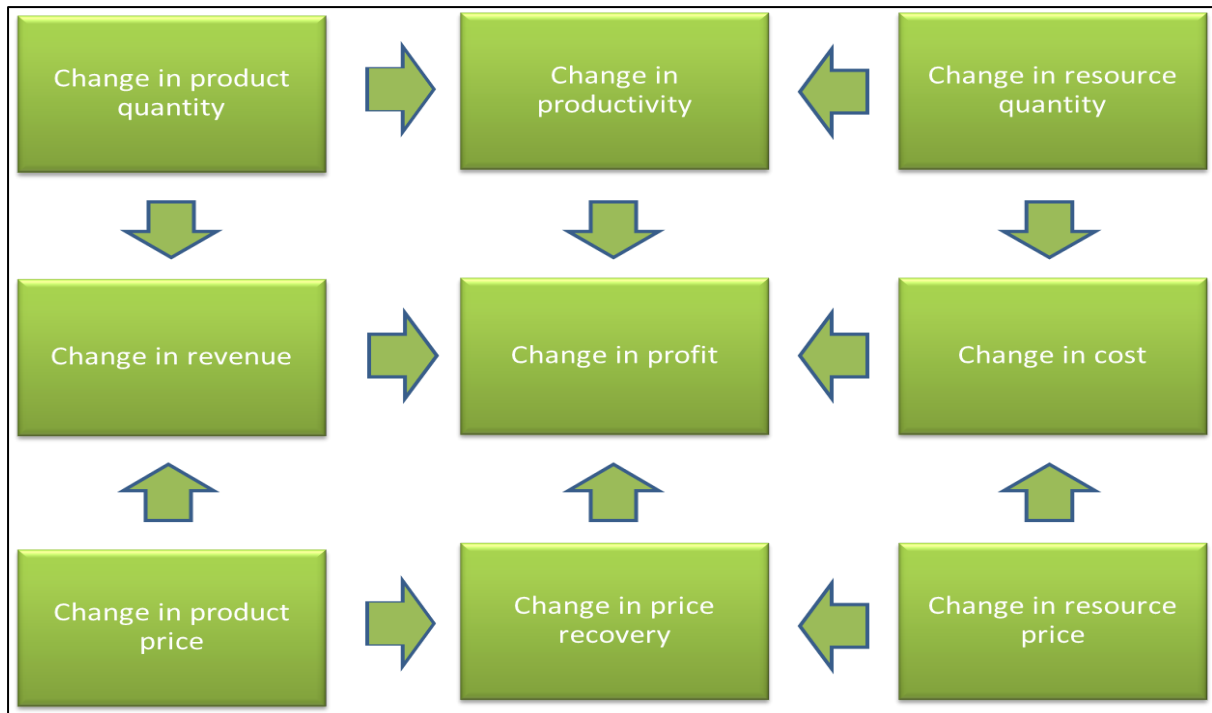 Change in product
quantity
Change in
productivity
Change in resource
quantity
Change in revenue
Change in profit
Change in cost
Change in product
price
Change in price
recovery
Change in resource
price